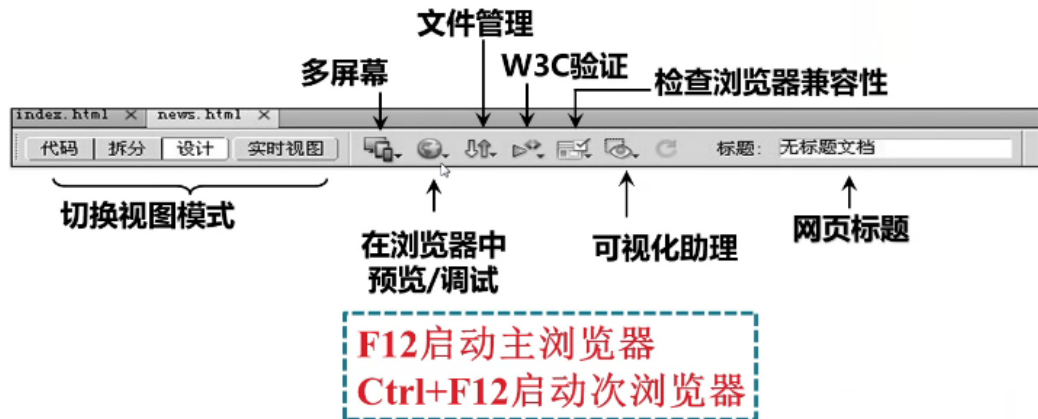 文件管理
多屏幕
W3C验证
检查浏览器兼容性
index.html × news.html ×
代码 拆分 设计 实时视图 标题: 无标题文档
切换视图模式
在浏览器中
预览/调试
可视化助理
网页标题
F12启动主浏览器
Ctrl+F12启动次浏览器